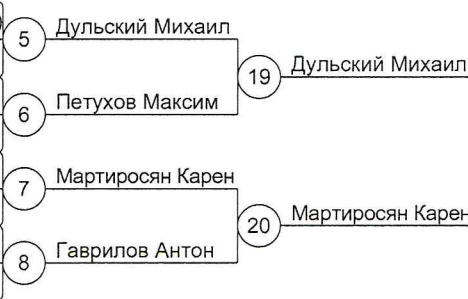 5 Дульский Михаил
19 Дульский Михаил
6 Петухов Максим
7 Мартиросян Карен
20 Мартиросян Карен
8 Гаврилов Антон